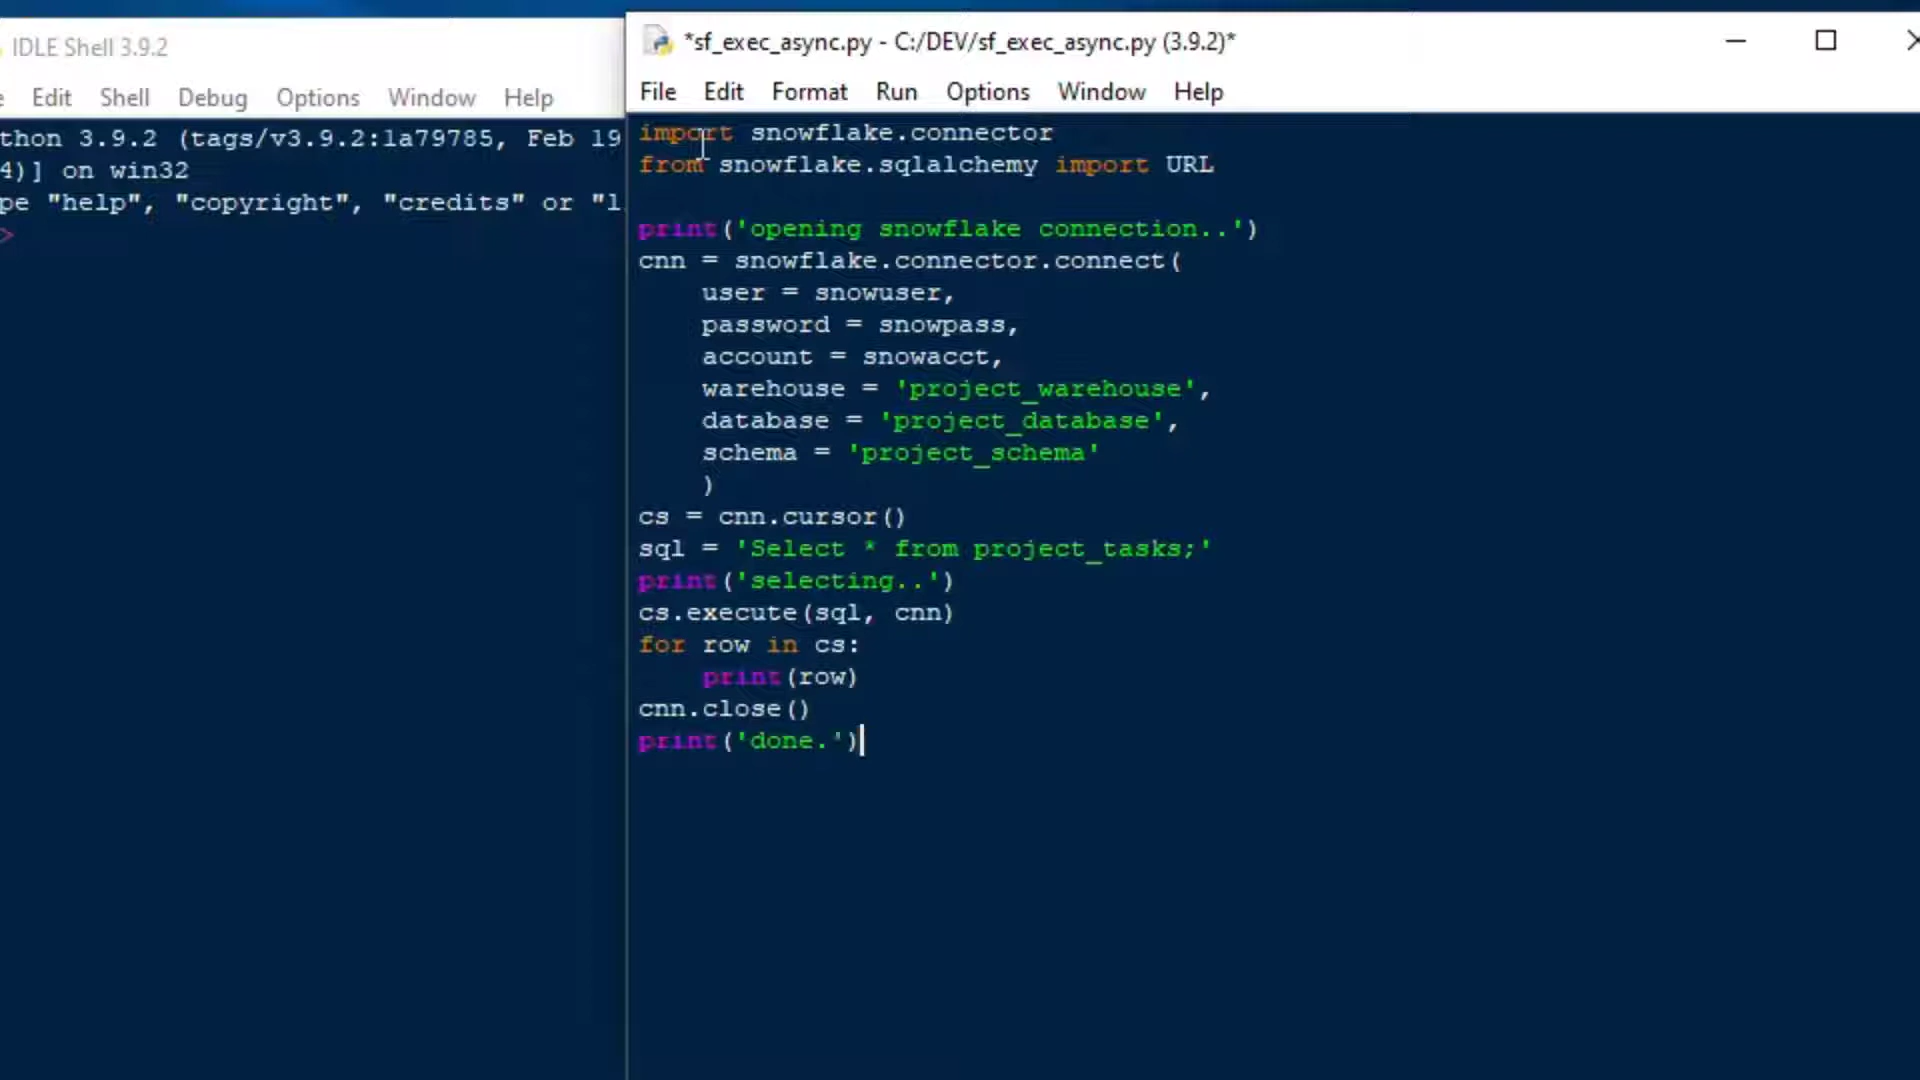 IDLE Shell 3.9.2
Edit Shell Debug Options Window Help
thon 3.9.2 (tags/v3.9.2:1a79785, Feb 19
4)] on win32
pe "help", "copyright", "credits" or "l
>
*sf_exec_async.py - C:/DEV/sf_exec_async.py (3.9.2)*
File Edit Format Run Options Window Help
import snowflake.connector
from snowflake.sqlalchemy import URL
print('opening snowflake connection..')
cnn = snowflake.connector.connect(
    user = snowuser,
    password = snowpass,
    account = snowacct,
    warehouse = 'project_warehouse',
    database = 'project_database',
    schema = 'project_schema'
    )
cs = cnn.cursor()
sql = 'Select * from project_tasks;'
print('selecting..')
cs.execute(sql, cnn)
for row in cs:
    print(row)
cnn.close()
print('done.')